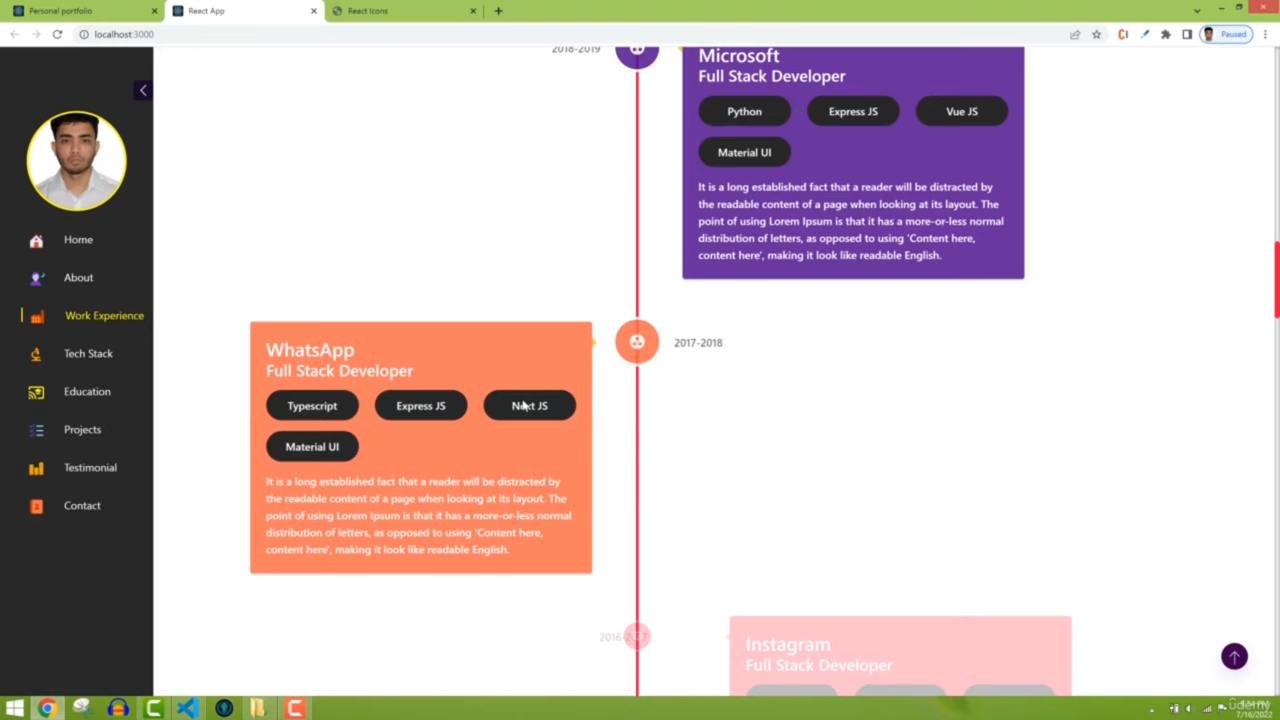 Personal portfolio
React App
React Icons
localhost:3000
Paused
Home
About
Work Experience
Tech Stack
Education
Projects
Testimonial
Contact
2018-2019
Microsoft
Full Stack Developer
Python
Express JS
Vue JS
Material UI
It is a long established fact that a reader will be distracted by
the readable content of a page when looking at its layout. The
point of using Lorem Ipsum is that it has a more-or-less normal
distribution of letters, as opposed to using 'Content here,
content here', making it look like readable English.
2017-2018
WhatsApp
Full Stack Developer
Typescript
Express JS
Next JS
Material UI
It is a long established fact that a reader will be distracted by
the readable content of a page when looking at its layout. The
point of using Lorem Ipsum is that it has a more-or-less normal
distribution of letters, as opposed to using 'Content here,
content here', making it look like readable English.
2016-2017
Instagram
Full Stack Developer
Udemy
7/16/2022